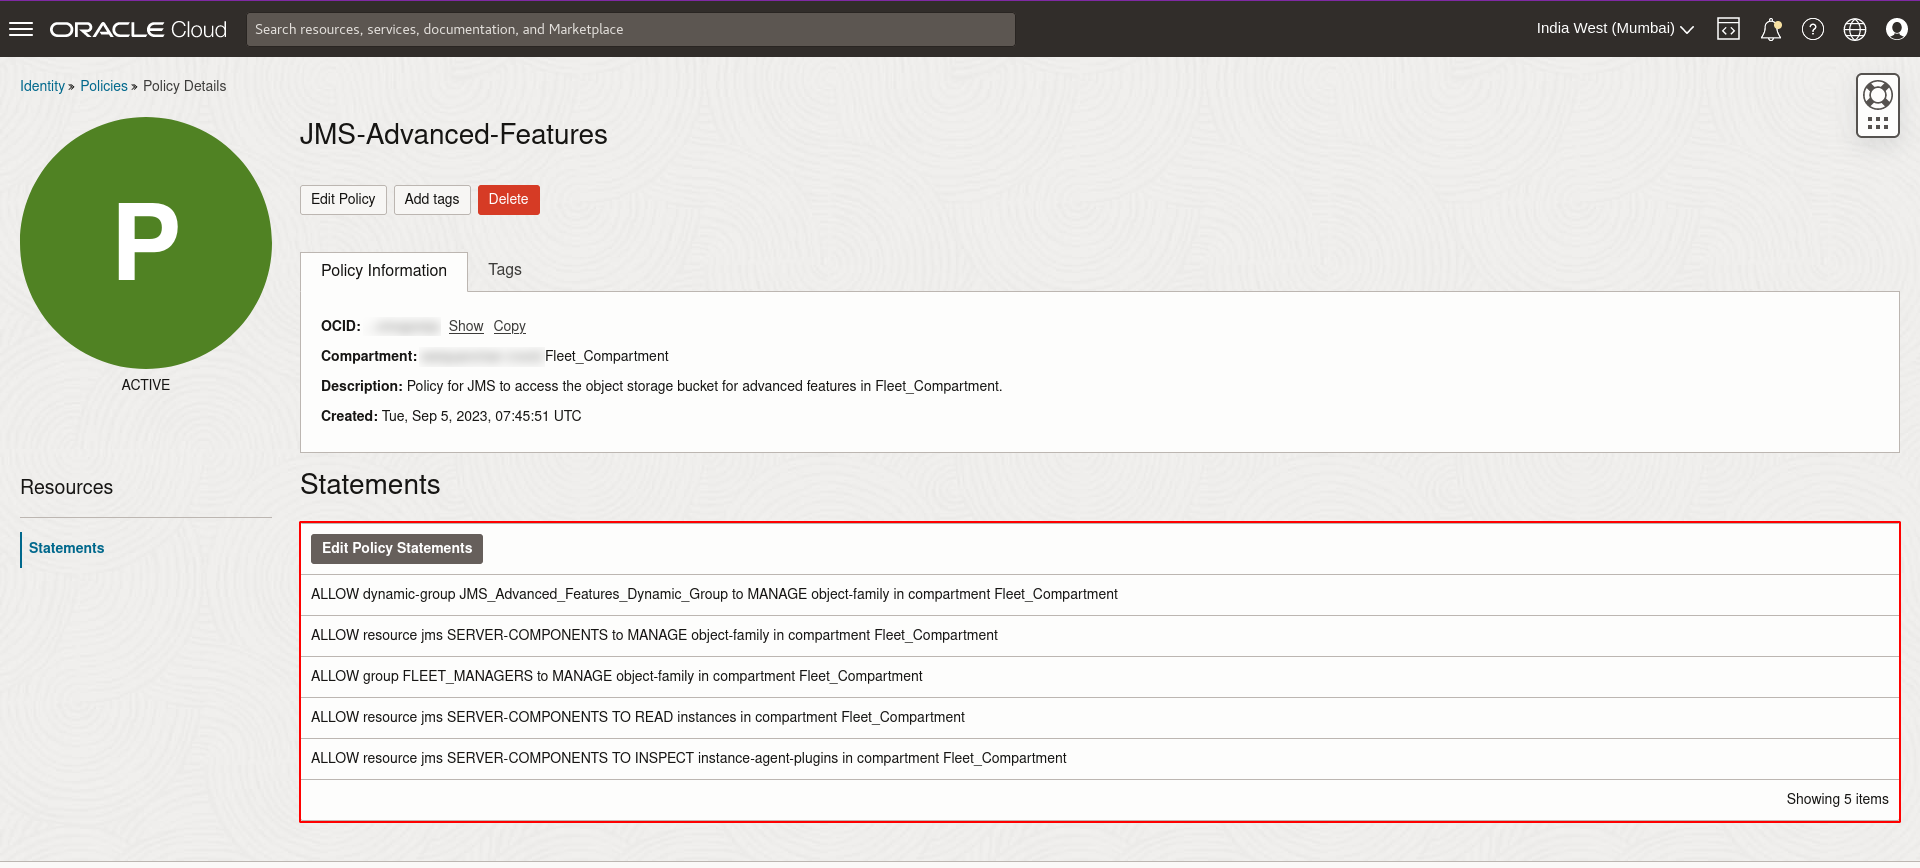 ORACLE Cloud
Search resources, services, documentation, and Marketplace
India West (Mumbai)
Identity » Policies » Policy Details
P
ACTIVE
JMS-Advanced-Features
Edit Policy
Add tags
Delete
Policy Information
Tags
OCID: Show Copy
Compartment: Fleet_Compartment
Description: Policy for JMS to access the object storage bucket for advanced features in Fleet_Compartment.
Created: Tue, Sep 5, 2023, 07:45:51 UTC
Resources
Statements
Statements
Edit Policy Statements
ALLOW dynamic-group JMS_Advanced_Features_Dynamic_Group to MANAGE object-family in compartment Fleet_Compartment
ALLOW resource jms SERVER-COMPONENTS to MANAGE object-family in compartment Fleet_Compartment
ALLOW group FLEET_MANAGERS to MANAGE object-family in compartment Fleet_Compartment
ALLOW resource jms SERVER-COMPONENTS TO READ instances in compartment Fleet_Compartment
ALLOW resource jms SERVER-COMPONENTS TO INSPECT instance-agent-plugins in compartment Fleet_Compartment
Showing 5 items